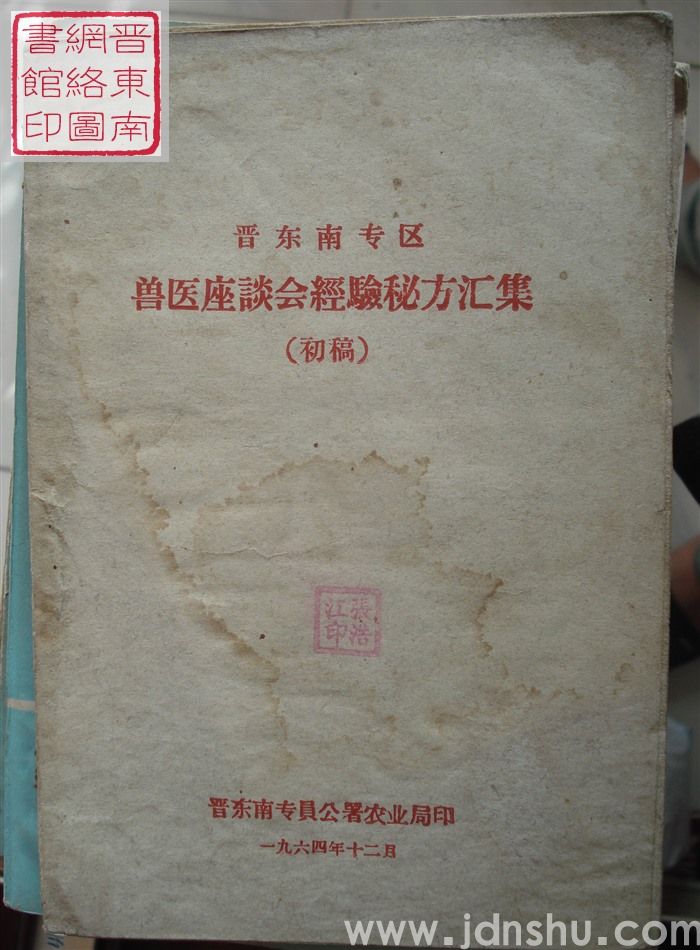 晋東南
網絡圖
書館印
晋东南专区
兽医座談会經驗秘方汇集
(初稿)
張浩
江印
晋东南专員公署农业局印
一九六四年十二月
www.jdnshu.com